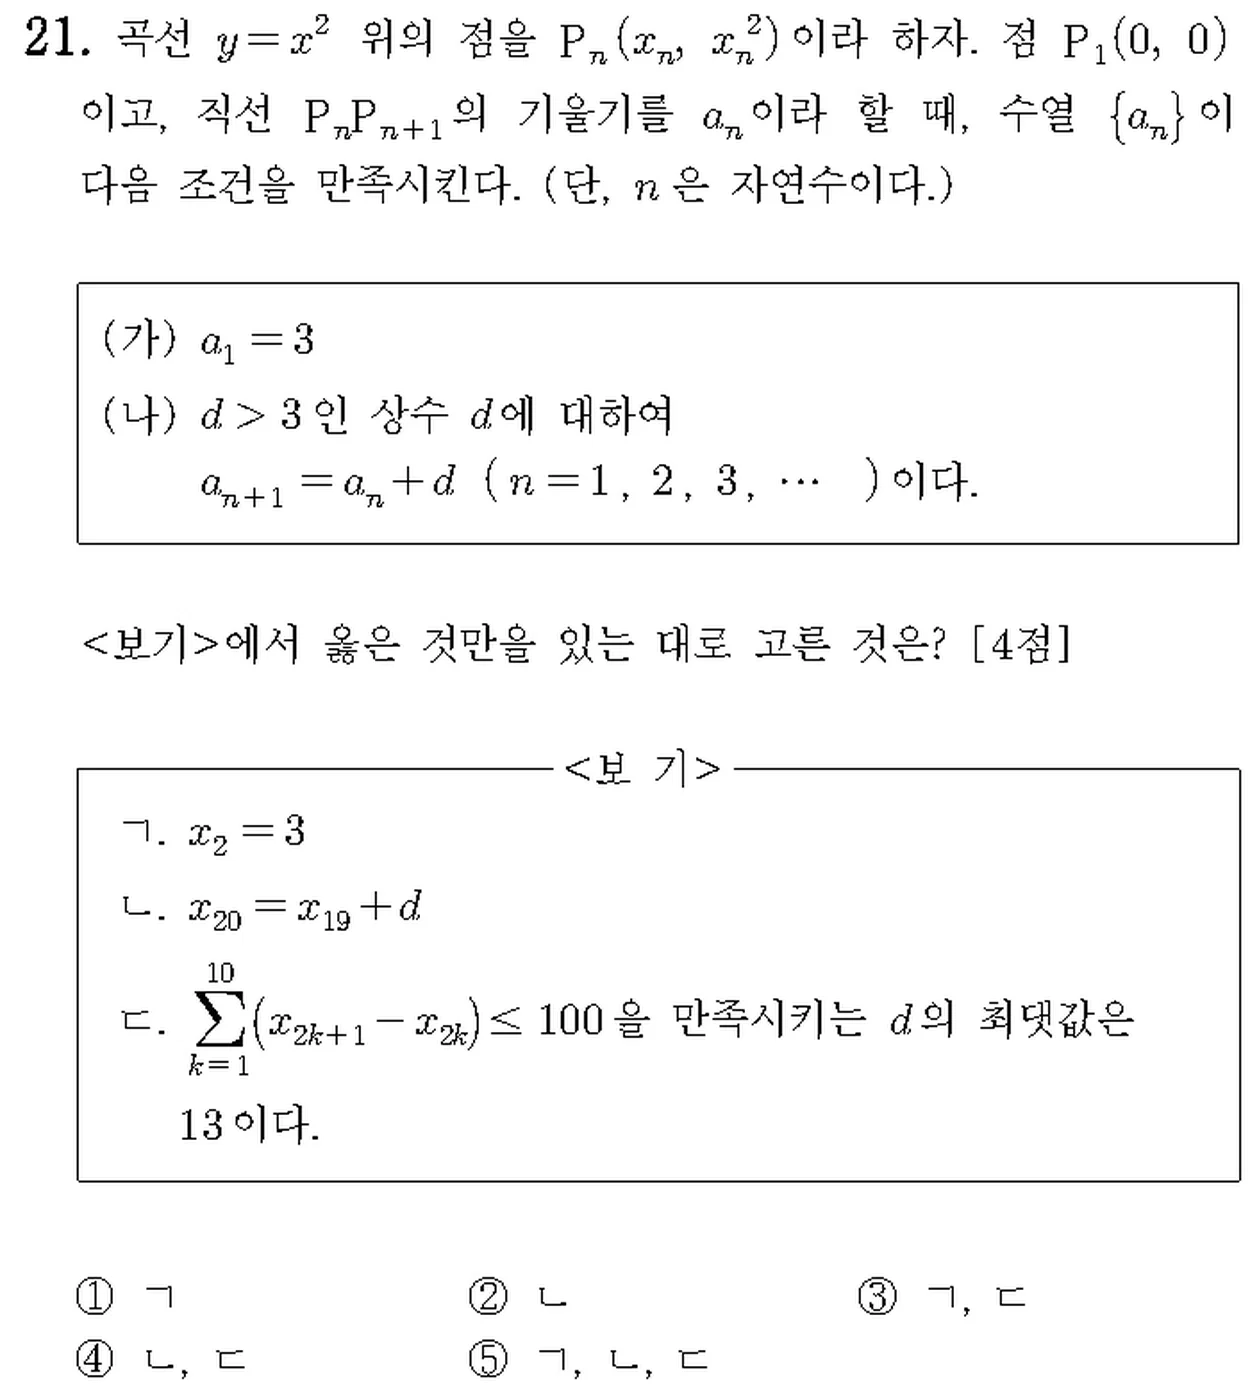 21. 곡선 y=x² 위의 점을 Pₙ(xₙ, xₙ²)이라 하자. 점 P₁(0, 0)
이고, 직선 PₙPₙ₊₁의 기울기를 aₙ이라 할 때, 수열 {aₙ}이
다음 조건을 만족시킨다. (단, n은 자연수이다.)
(가) a₁=3
(나) d>3인 상수 d에 대하여
aₙ₊₁=aₙ+d (n=1, 2, 3, ⋯ )이다.
<보기>에서 옳은 것만을 있는 대로 고른 것은? [4점]
<보 기>
ㄱ. x₂=3
ㄴ. x₂₀=x₁₉+d
ㄷ. \sum_{k=1}^{10}(x_{2k+1}-x_{2k})≤100을 만족시키는 d의 최댓값은
13이다.
① ㄱ ② ㄴ ③ ㄱ, ㄷ
④ ㄴ, ㄷ ⑤ ㄱ, ㄴ, ㄷ